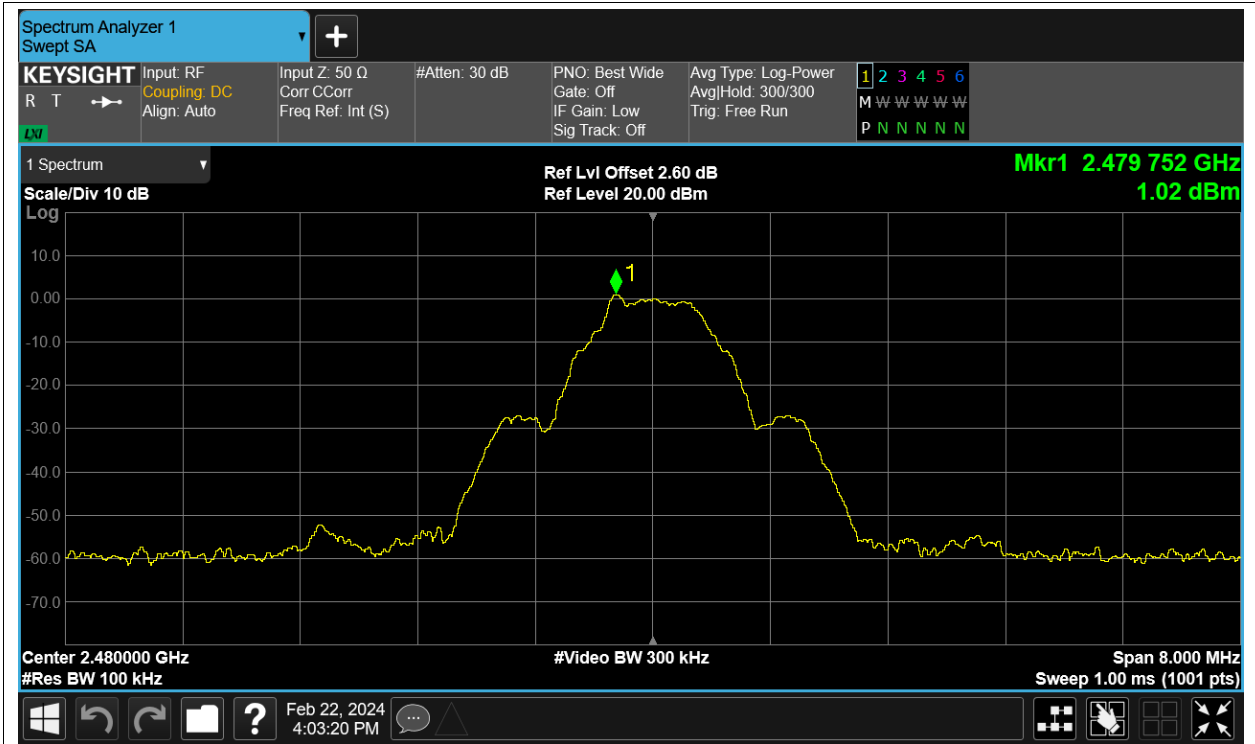 Spectrum Analyzer 1
Swept SA
KEYSIGHT
R T
LXI
Input: RF
Coupling: DC
Align: Auto
Input Z: 50 Ω
Corr CCorr
Freq Ref: Int (S)
#Atten: 30 dB
PNO: Best Wide
Gate: Off
IF Gain: Low
Sig Track: Off
Avg Type: Log-Power
Avg|Hold: 300/300
Trig: Free Run
1 2 3 4 5 6
M W W W W W
P N N N N N
1 Spectrum
Scale/Div 10 dB
Log
Ref Lvl Offset 2.60 dB
Ref Level 20.00 dBm
Mkr1 2.479 752 GHz
1.02 dBm
10.0
1
0.00
-10.0
-20.0
-30.0
-40.0
-50.0
-60.0
-70.0
Center 2.480000 GHz
#Res BW 100 kHz
#Video BW 300 kHz
Span 8.000 MHz
Sweep 1.00 ms (1001 pts)
?
Feb 22, 2024
4:03:20 PM